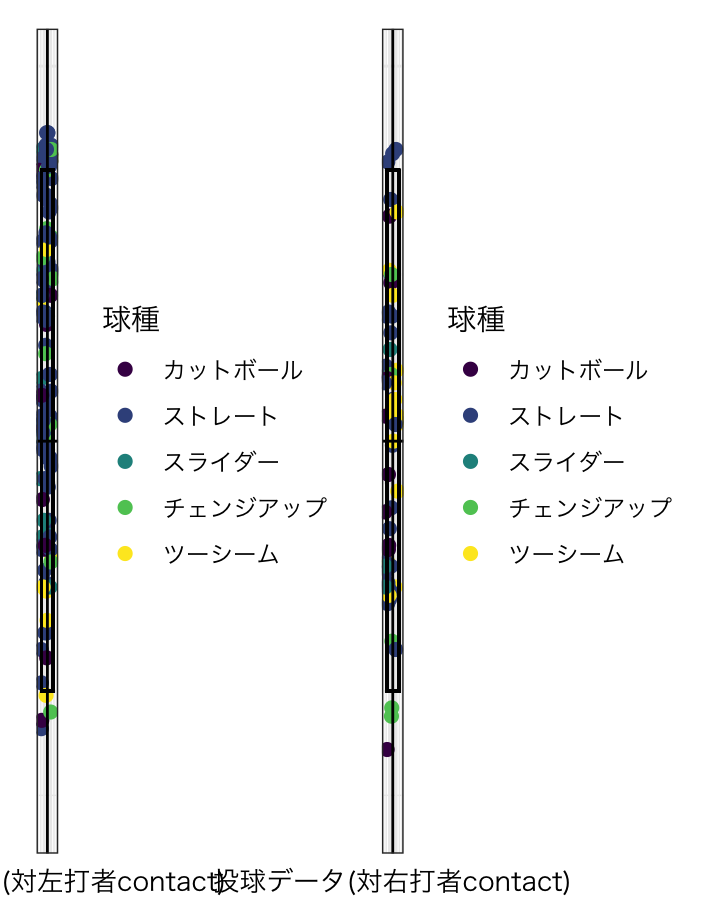 球種
カットボール
ストレート
スライダー
チェンジアップ
ツーシーム
球種
カットボール
ストレート
スライダー
チェンジアップ
ツーシーム
(対左打者contact)
投球データ(対右打者contact)